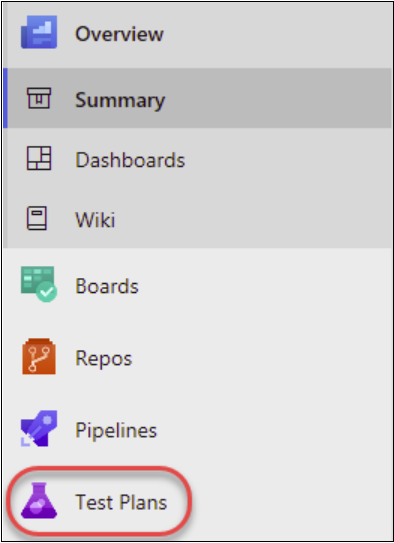 Overview
Summary
Dashboards
Wiki
Boards
Repos
Pipelines
Test Plans